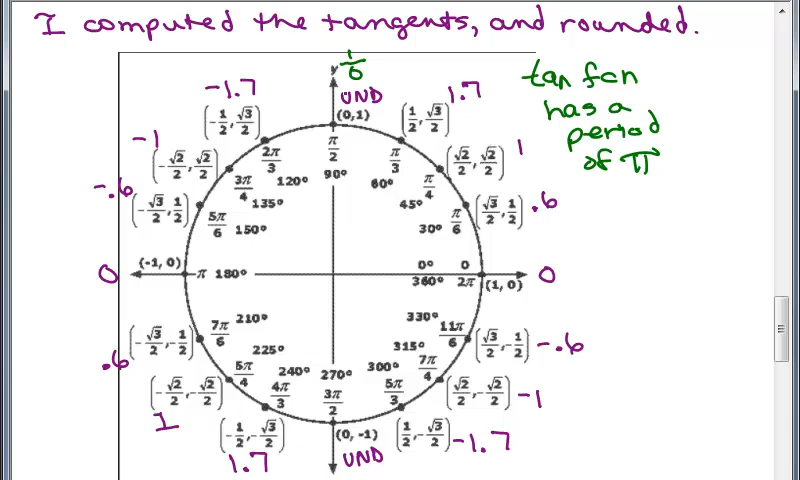 I computed the tangents, and rounded.
y 1/0
tan fcn
has a
period
of π
-1.7 UND 1.7
(-1/2, √3/2) (0,1) (1/2, √3/2)
-1 1
(-√2/2, √2/2) 2π/3 π/2 π/3 (√2/2, √2/2)
120° 90° 60°
-.6 3π/4 π/4 .6
135° 45°
(-√3/2, 1/2) 5π/6 150° 30° π/6 (√3/2, 1/2)
0 (-1, 0) π 180° 0° 0 0
360° 2π (1, 0)
(-√3/2, -1/2) 7π/6 210° 330° 11π/6 (√3/2, -1/2) -.6
.6 225° 315°
5π/4 240° 270° 300° 7π/4
(-√2/2, -√2/2) 4π/3 3π/2 5π/3 (√2/2, -√2/2) -1
1 (-1/2, -√3/2) (0, -1) (1/2, -√3/2) -1.7
1.7 UND